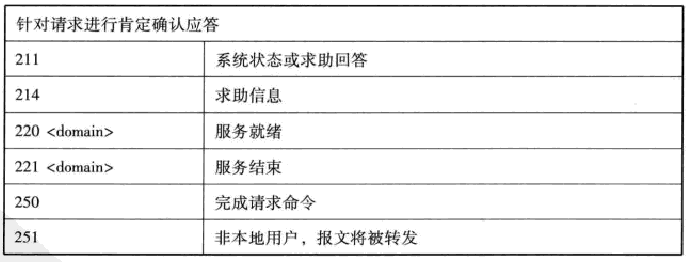 针对请求进行肯定确认应答
211 系统状态或求助回答
214 求助信息
220 <domain> 服务就绪
221 <domain> 服务结束
250 完成请求命令
251 非本地用户，报文将被转发